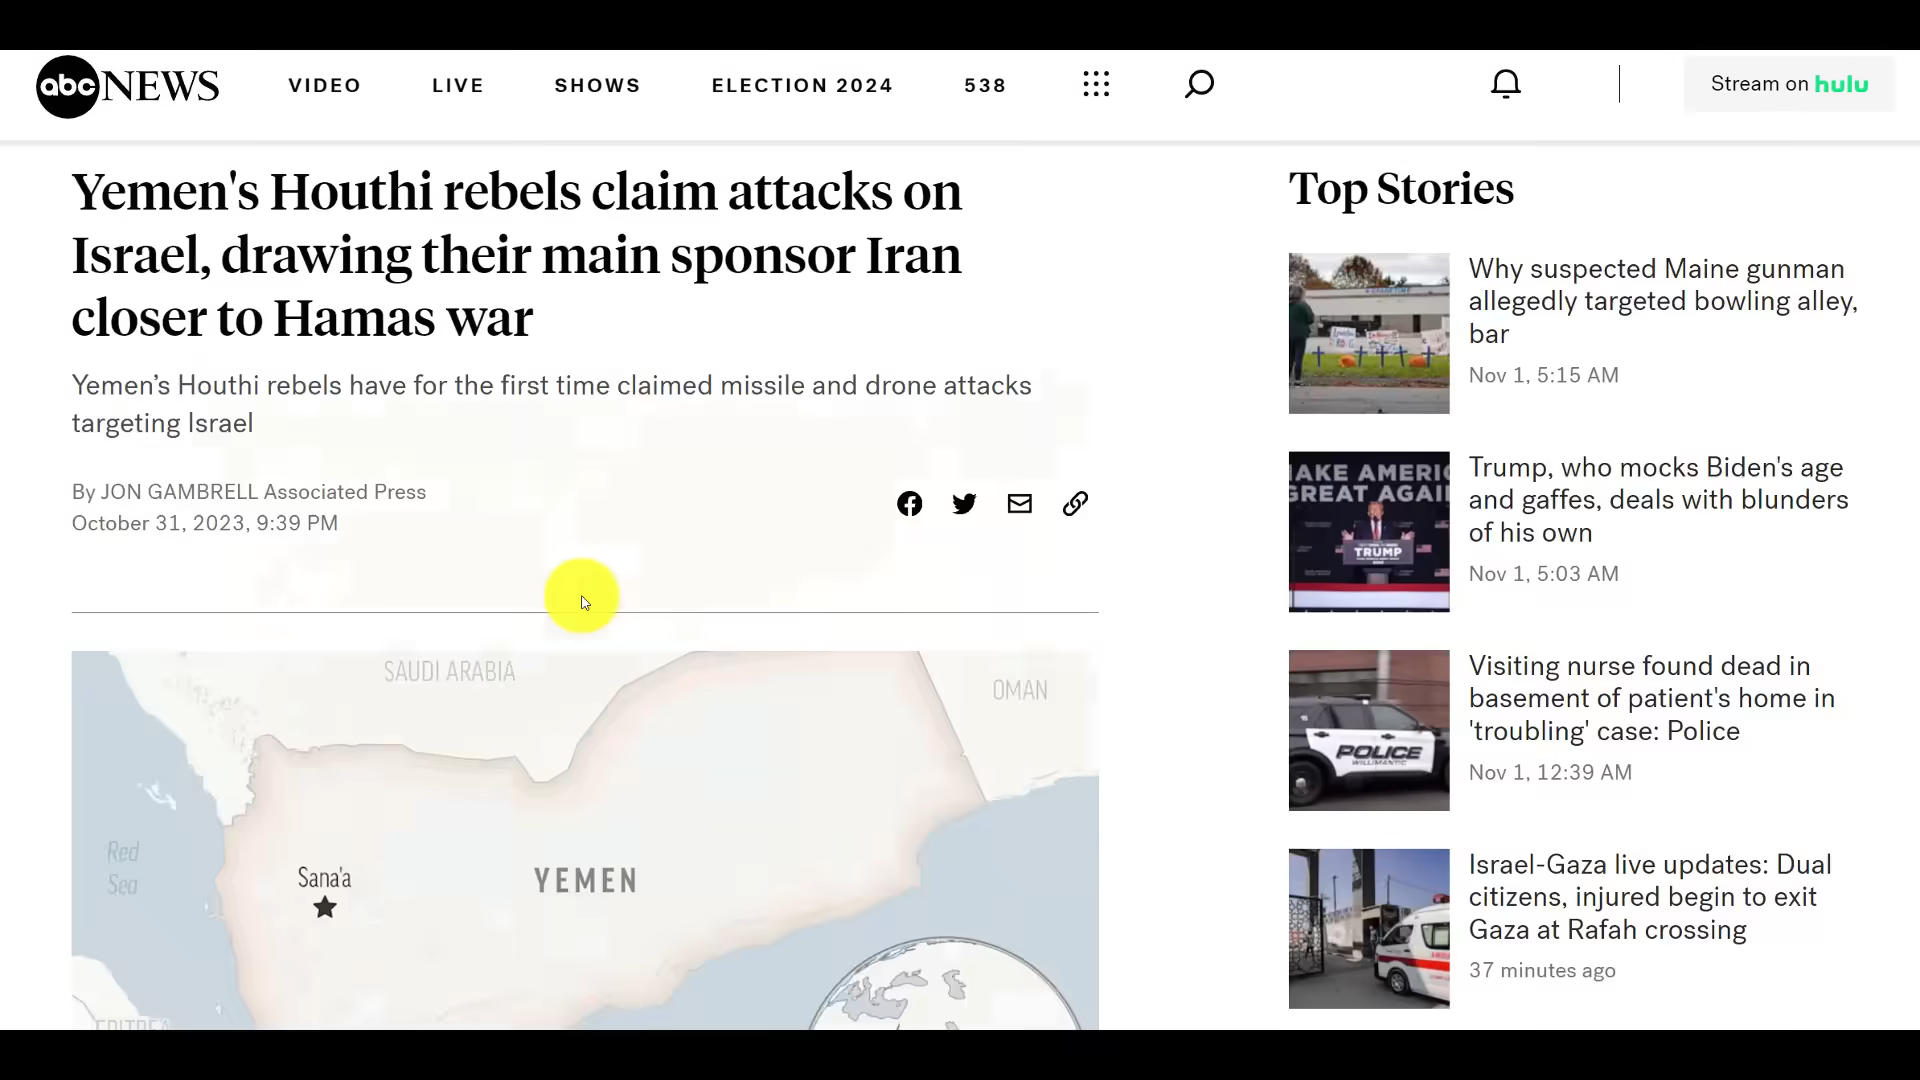 abc NEWS
VIDEO
LIVE
SHOWS
ELECTION 2024
538
Stream on hulu
Yemen's Houthi rebels claim attacks on
Israel, drawing their main sponsor Iran
closer to Hamas war
Yemen’s Houthi rebels have for the first time claimed missile and drone attacks
targeting Israel
By JON GAMBRELL Associated Press
October 31, 2023, 9:39 PM
SAUDI ARABIA
OMAN
Red
Sea
Sana'a
YEMEN
Top Stories
Why suspected Maine gunman
allegedly targeted bowling alley,
bar
Nov 1, 5:15 AM
AKE AMERIC
GREAT AGAI
TRUMP
Trump, who mocks Biden's age
and gaffes, deals with blunders
of his own
Nov 1, 5:03 AM
POLICE
WILLIMANTIC
Visiting nurse found dead in
basement of patient's home in
'troubling' case: Police
Nov 1, 12:39 AM
Israel-Gaza live updates: Dual
citizens, injured begin to exit
Gaza at Rafah crossing
37 minutes ago